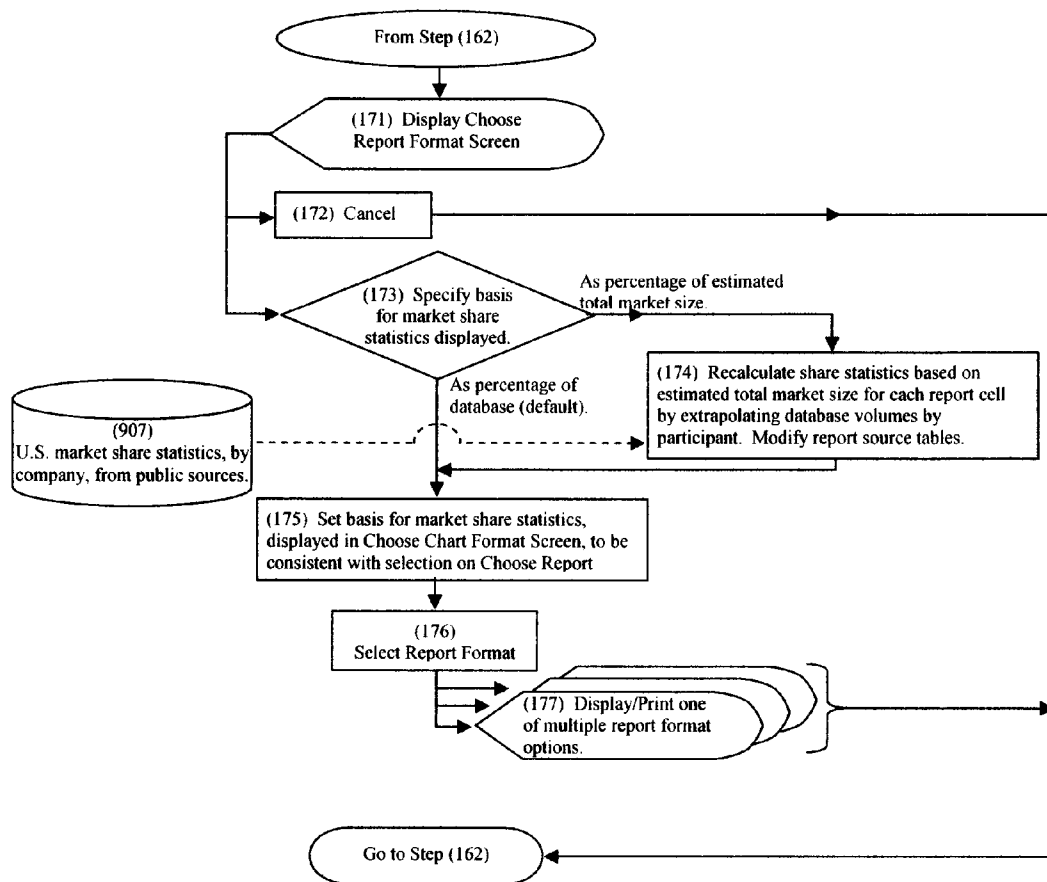 From Step (162)
(171) Display Choose
Report Format Screen
(172) Cancel
(173) Specify basis
for market share
statistics displayed.
As percentage of estimated
total market size.
As percentage of
database (default).
(174) Recalculate share statistics based on
estimated total market size for each report cell
by extrapolating database volumes by
participant. Modify report source tables.
(907)
U.S. market share statistics, by
company, from public sources.
(175) Set basis for market share statistics,
displayed in Choose Chart Format Screen, to be
consistent with selection on Choose Report
(176)
Select Report Format
(177) Display/Print one
of multiple report format
options.
Go to Step (162)